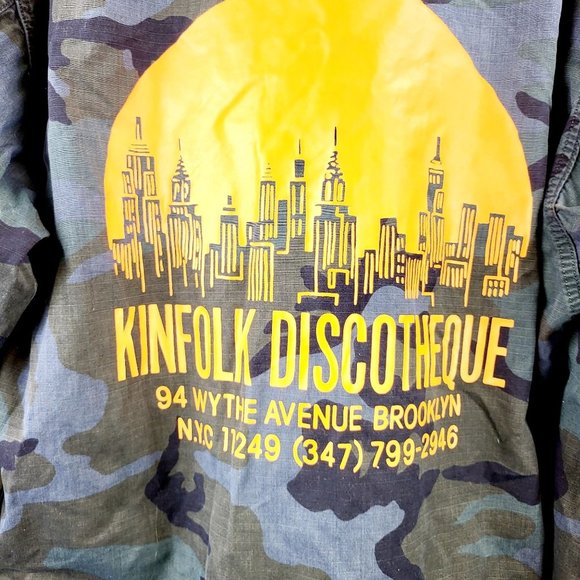 KINFOLK DISCOTHEQUE
94 WYTHE AVENUE BROOKLYN
N.Y.C 11249 (347) 799-2946